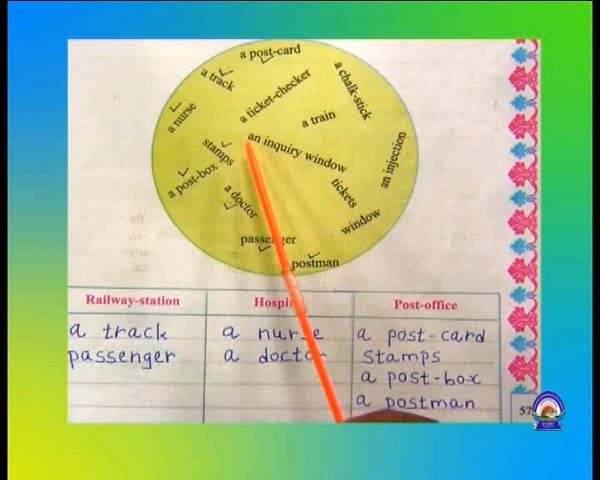 a post-card
a track
a ticket-checker
a chalk-stick
a nurse
a train
stamps
an inquiry window
an injection
a post-box
a doctor
tickets
window
passenger
postman
Railway-station
a track
passenger
a nurse
a doctor
Post-office
a post-card
stamps
a post-box
a postman
57